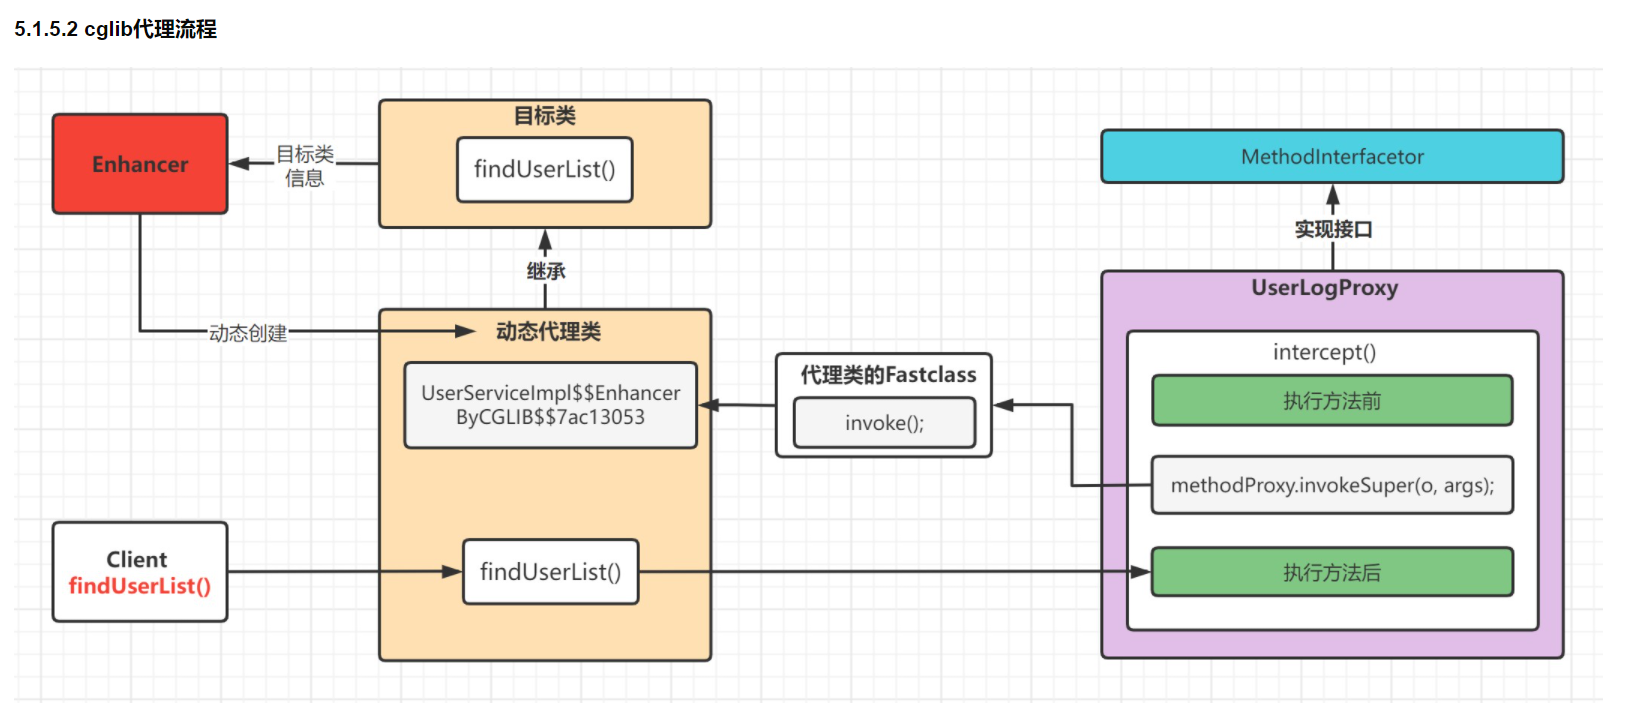 5.1.5.2 cglib代理流程
目标类
findUserList()
Enhancer
目标类
信息
MethodInterfacetor
实现接口
继承
UserLogProxy
动态创建
动态代理类
intercept()
UserServiceImpl$$Enhancer
ByCGLIB$$7ac13053
代理类的Fastclass
invoke();
执行方法前
methodProxy.invokeSuper(o, args);
Client
findUserList()
findUserList()
执行方法后